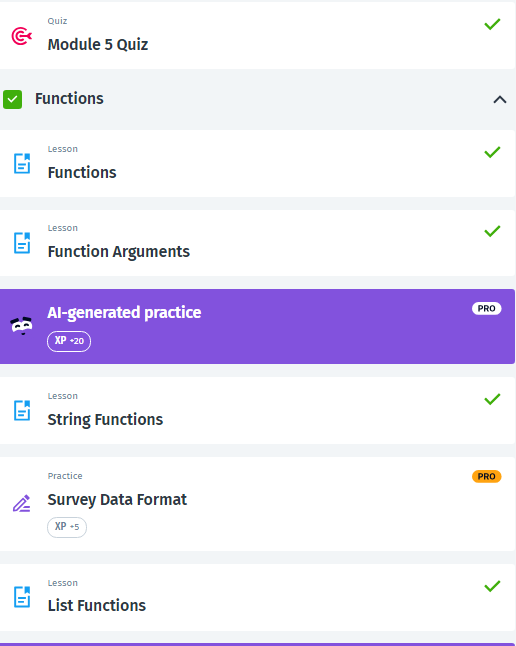 Quiz
Module 5 Quiz
Functions
Lesson
Functions
Lesson
Function Arguments
AI-generated practice
PRO
XP +20
Lesson
String Functions
Practice
PRO
Survey Data Format
XP +5
Lesson
List Functions